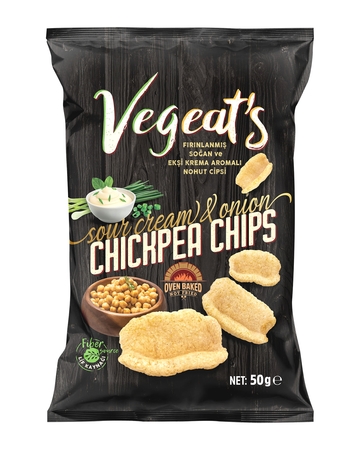 Vegeat's
FIRINLANMIŞ
SOĞAN ve
EKŞİ KREMA AROMALI
NOHUT CİPSİ
sour cream & onion
CHICKPEA CHIPS
OVEN BAKED
NOT FRIED
Fiber
source
LİF KAYNAĞI
NET: 50g e